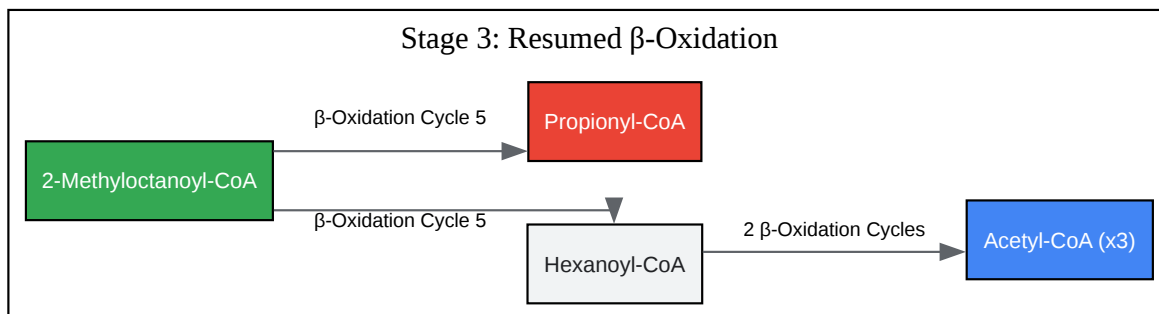 Stage 3: Resumed β-Oxidation
β-Oxidation Cycle 5
Propionyl-CoA
2-Methyloctanoyl-CoA
β-Oxidation Cycle 5
2 β-Oxidation Cycles
Acetyl-CoA (x3)
Hexanoyl-CoA